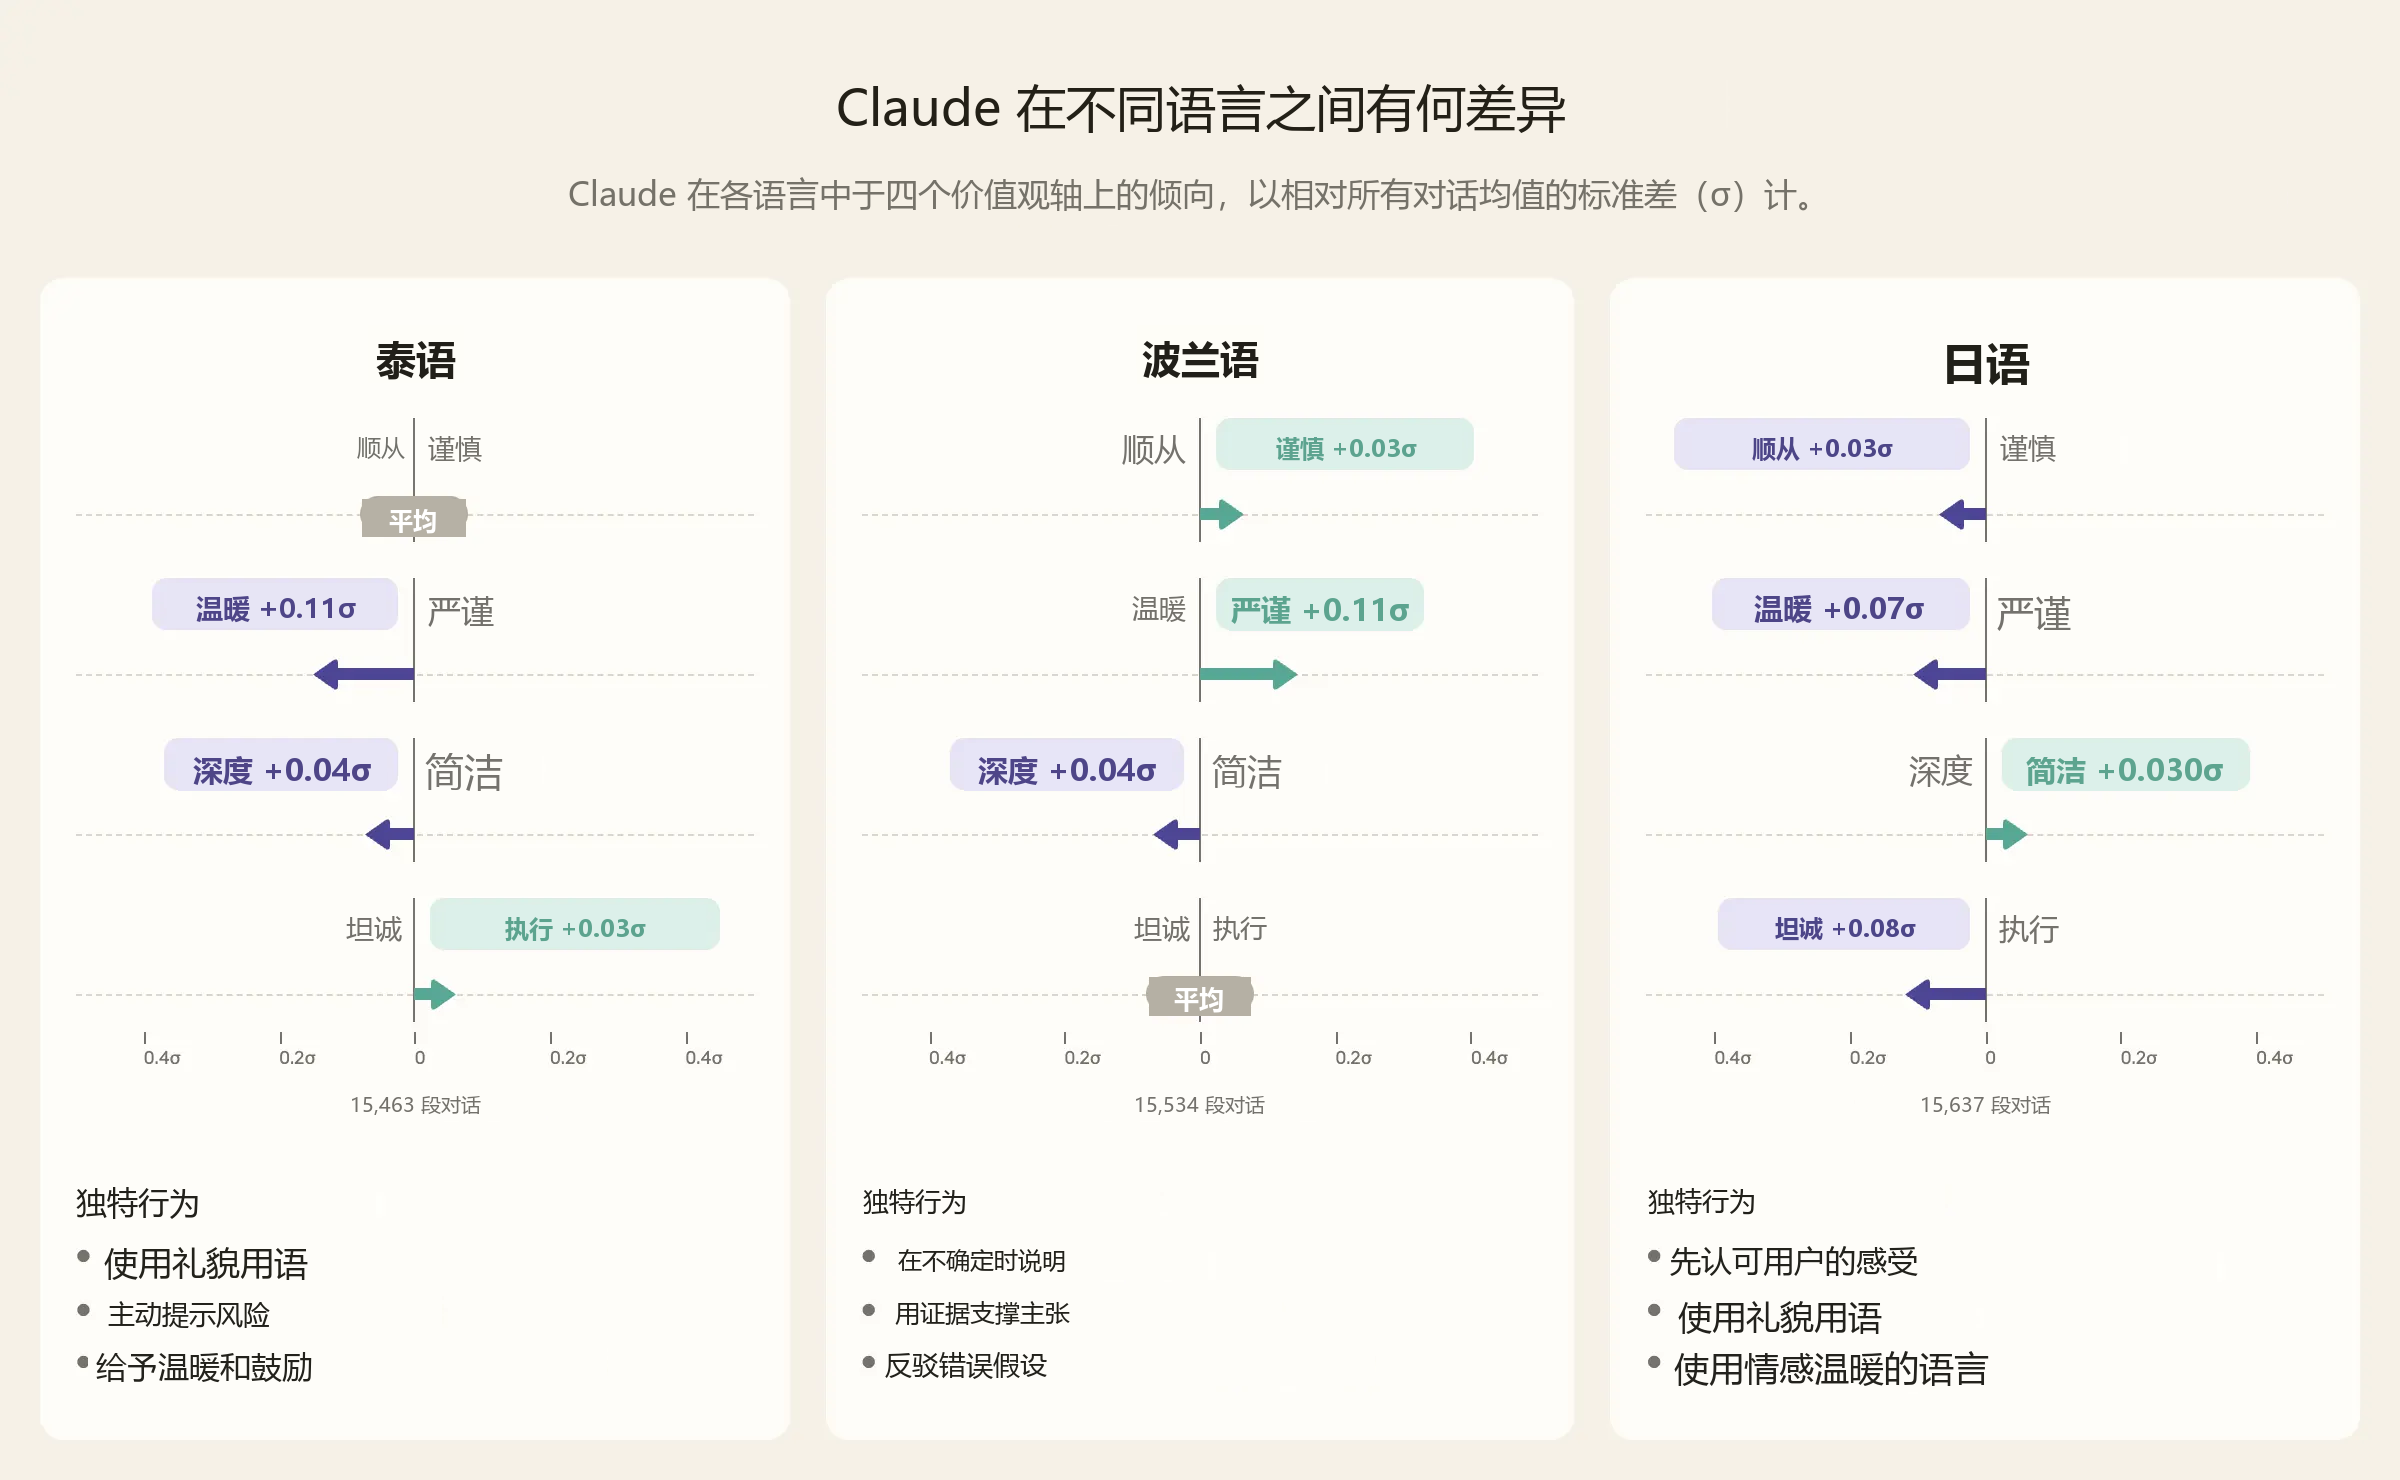 Claude 在不同语言之间有何差异
Claude 在各语言中于四个价值观轴上的倾向，以相对所有对话均值的标准差（σ）计。
泰语
顺从 谨慎
平均
温暖 +0.11σ 严谨
深度 +0.04σ 简洁
坦诚 执行 +0.03σ
0.4σ 0.2σ 0 0.2σ 0.4σ
15,463 段对话
独特行为
使用礼貌用语
主动提示风险
给予温暖和鼓励
波兰语
顺从 谨慎 +0.03σ
温暖 严谨 +0.11σ
深度 +0.04σ 简洁
坦诚 执行
平均
0.4σ 0.2σ 0 0.2σ 0.4σ
15,534 段对话
独特行为
在不确定时说明
用证据支撑主张
反驳错误假设
日语
顺从 +0.03σ 谨慎
温暖 +0.07σ 严谨
深度 简洁 +0.030σ
坦诚 +0.08σ 执行
0.4σ 0.2σ 0 0.2σ 0.4σ
15,637 段对话
独特行为
先认可用户的感受
使用礼貌用语
使用情感温暖的语言